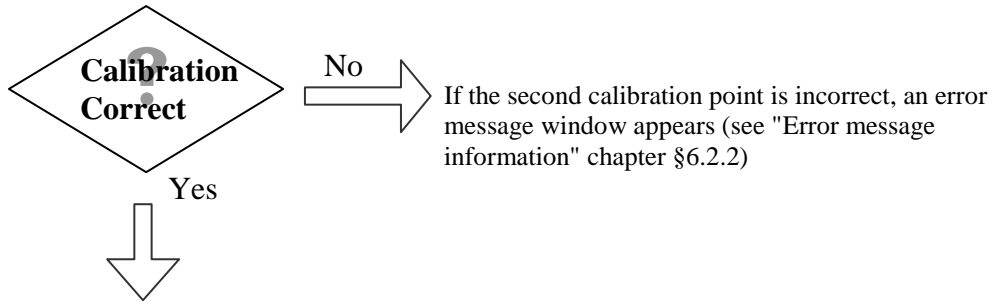 ?
Calibration
Correct
No
If the second calibration point is incorrect, an error
message window appears (see "Error message
information" chapter §6.2.2)
Yes